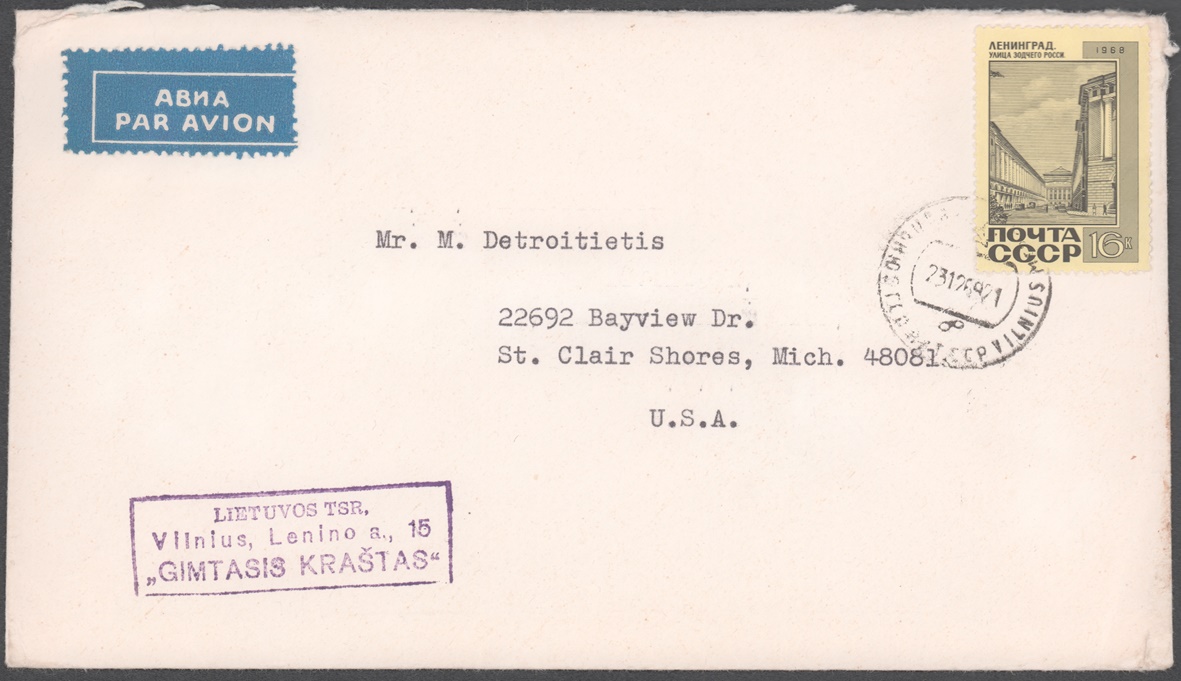 АВИА
PAR AVION
ЛЕНИНГРАД.
УЛИЦА ЗОДЧЕГО РОССИ.
1968
ПОЧТА
СССР
16к
VILNIUS
Mr. M. Detroitietis
22692 Bayview Dr.
St. Clair Shores, Mich. 48081
U.S.A.
LIETUVOS TSR,
Vilnius, Lenino a., 15
„GIMTASIS KRAŠTAS“